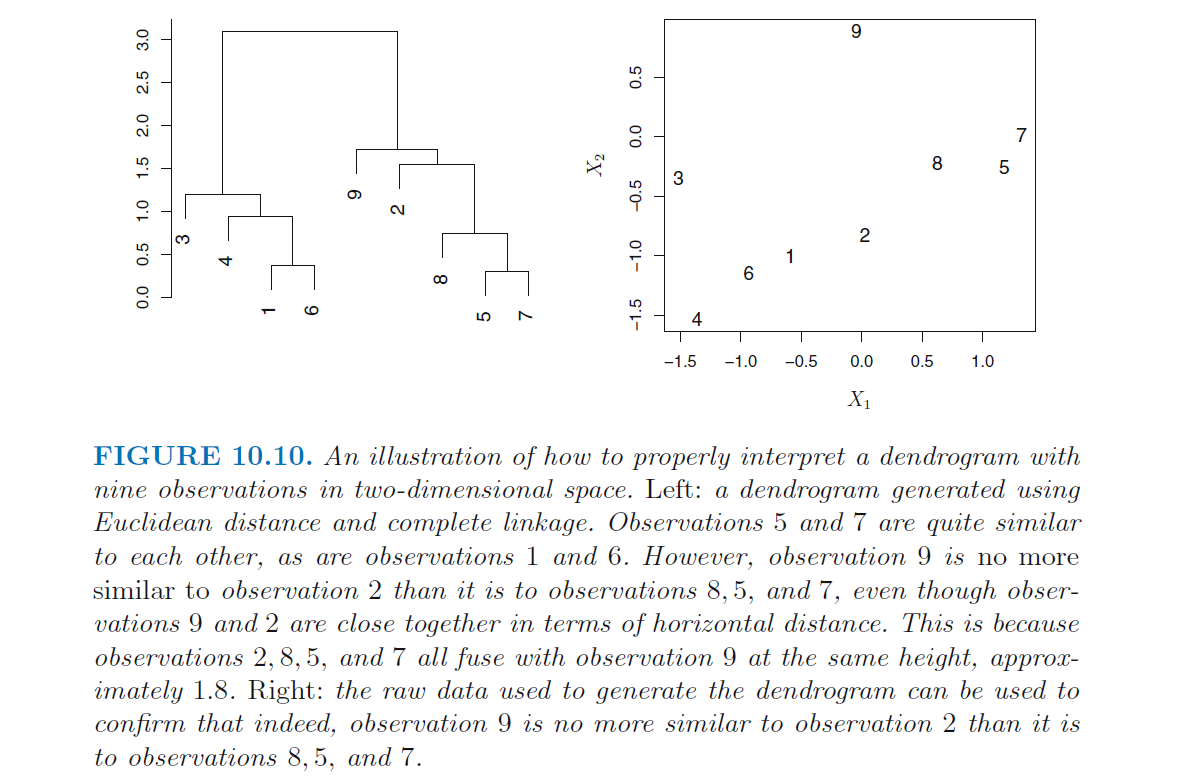 3.0
2.5
2.0
1.5
1.0
0.5
0.0
3
4
1
6
9
2
8
5
7
X2
0.5
0.0
−0.5
−1.0
−1.5
9
7
8
5
3
2
1
6
4
−1.5 −1.0 −0.5 0.0 0.5 1.0
X1
FIGURE 10.10. An illustration of how to properly interpret a dendrogram with
nine observations in two-dimensional space. Left: a dendrogram generated using
Euclidean distance and complete linkage. Observations 5 and 7 are quite similar
to each other, as are observations 1 and 6. However, observation 9 is no more
similar to observation 2 than it is to observations 8, 5, and 7, even though obser-
vations 9 and 2 are close together in terms of horizontal distance. This is because
observations 2, 8, 5, and 7 all fuse with observation 9 at the same height, approx-
imately 1.8. Right: the raw data used to generate the dendrogram can be used to
confirm that indeed, observation 9 is no more similar to observation 2 than it is
to observations 8, 5, and 7.